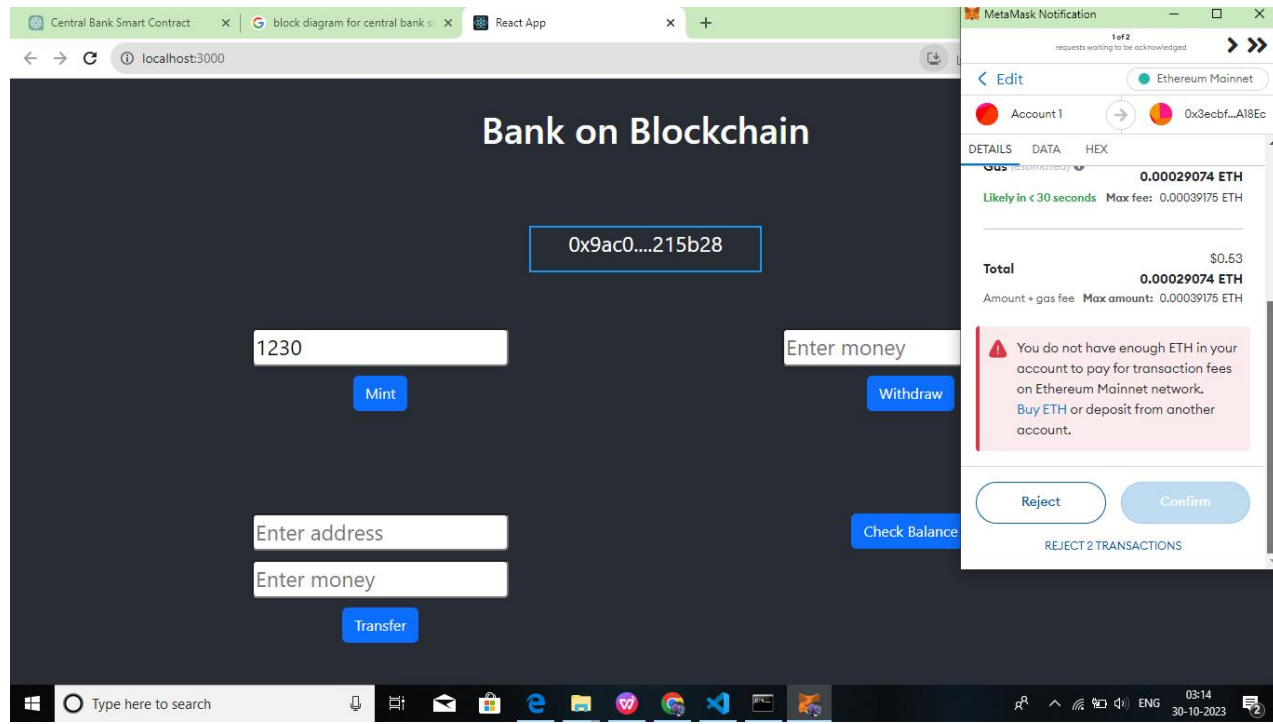 Central Bank Smart Contract
block diagram for central bank s
React App
MetaMask Notification
localhost:3000
1 of 2
requests waiting to be acknowledged
Edit
Ethereum Mainnet
Account 1
0x3ecbf...A18Ec
DETAILS DATA HEX
Bank on Blockchain
Gas (estimated)
0.00029074 ETH
Likely in < 30 seconds Max fee: 0.00039175 ETH
0x9ac0....215b28
$0.53
Total
0.00029074 ETH
Amount + gas fee Max amount: 0.00039175 ETH
1230
Enter money
Mint
Withdraw
You do not have enough ETH in your
account to pay for transaction fees
on Ethereum Mainnet network.
Buy ETH or deposit from another
account.
Reject
Confirm
REJECT 2 TRANSACTIONS
Enter address
Check Balance
Enter money
Transfer
Type here to search
ENG
03:14
30-10-2023
2